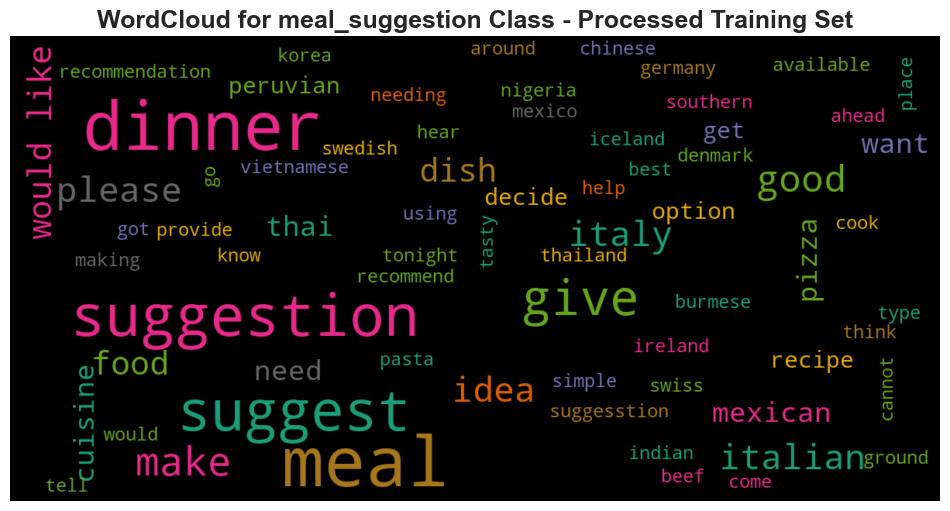 WordCloud for meal_suggestion Class - Processed Training Set
around
chinese
korea
recommendation
germany
available
place
would like
peruvian
needing
nigeria
southern
mexico
ahead
dinner
hear
swedish
iceland
get
want
denmark
vietnamese
go
dish
best
good
please
help
decide
option
using
got
provide
thai
tasty
italy
cook
pizza
making
know
tonight
thailand
recommend
give
burmese
suggestion
type
think
ireland
food
need
pasta
recipe
cuisine
idea
simple
swiss
cannot
suggest
suggesstion
mexican
would
make
meal
indian
italian
ground
beef
come
tell